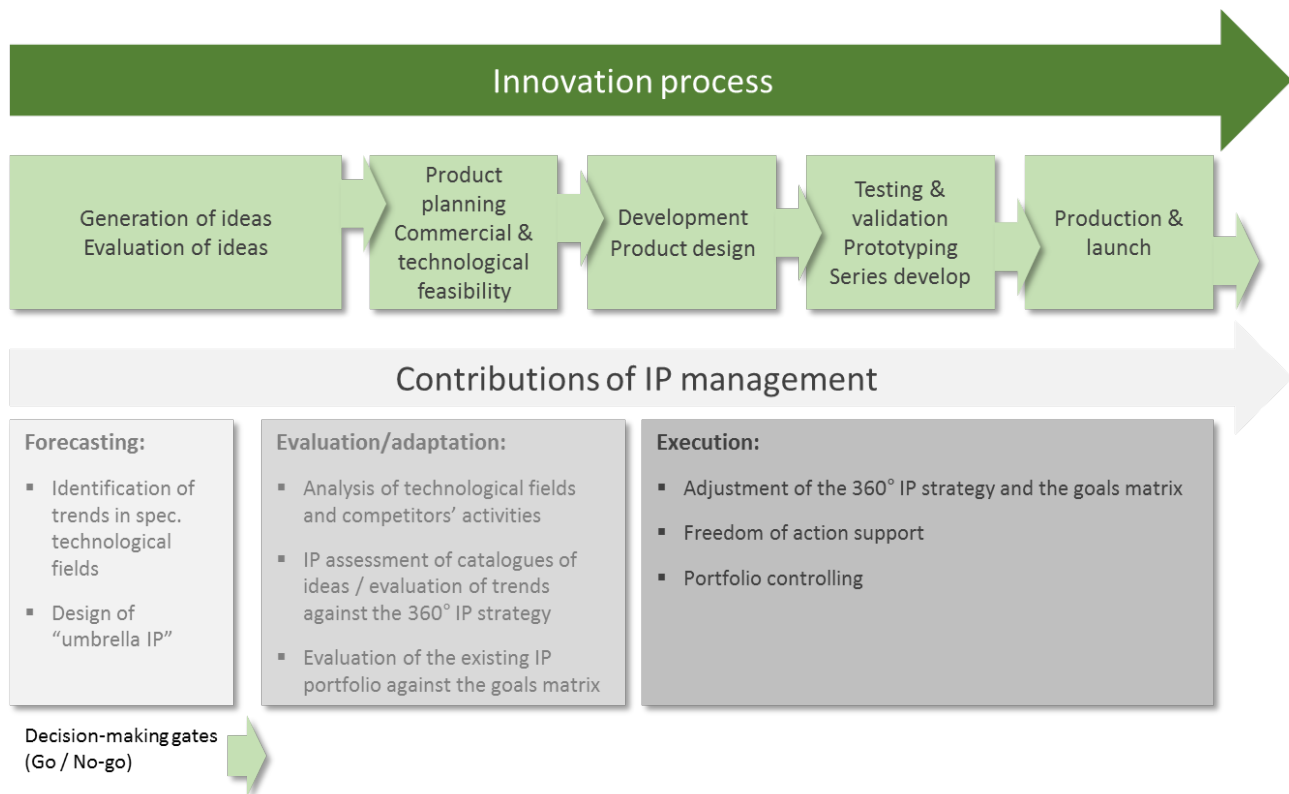 Innovation process
Generation of ideas
Evaluation of ideas
Product
planning
Commercial &
technological
feasibility
Development
Product design
Testing &
validation
Prototyping
Series develop
Production &
launch
Contributions of IP management
Forecasting:
▪ Identification of
trends in spec.
technological
fields
▪ Design of
“umbrella IP”
Evaluation/adaptation:
▪ Analysis of technological fields
and competitors’ activities
▪ IP assessment of catalogues of
ideas / evaluation of trends
against the 360° IP strategy
▪ Evaluation of the existing IP
portfolio against the goals matrix
Execution:
▪ Adjustment of the 360° IP strategy and the goals matrix
▪ Freedom of action support
▪ Portfolio controlling
Decision-making gates
(Go / No-go)